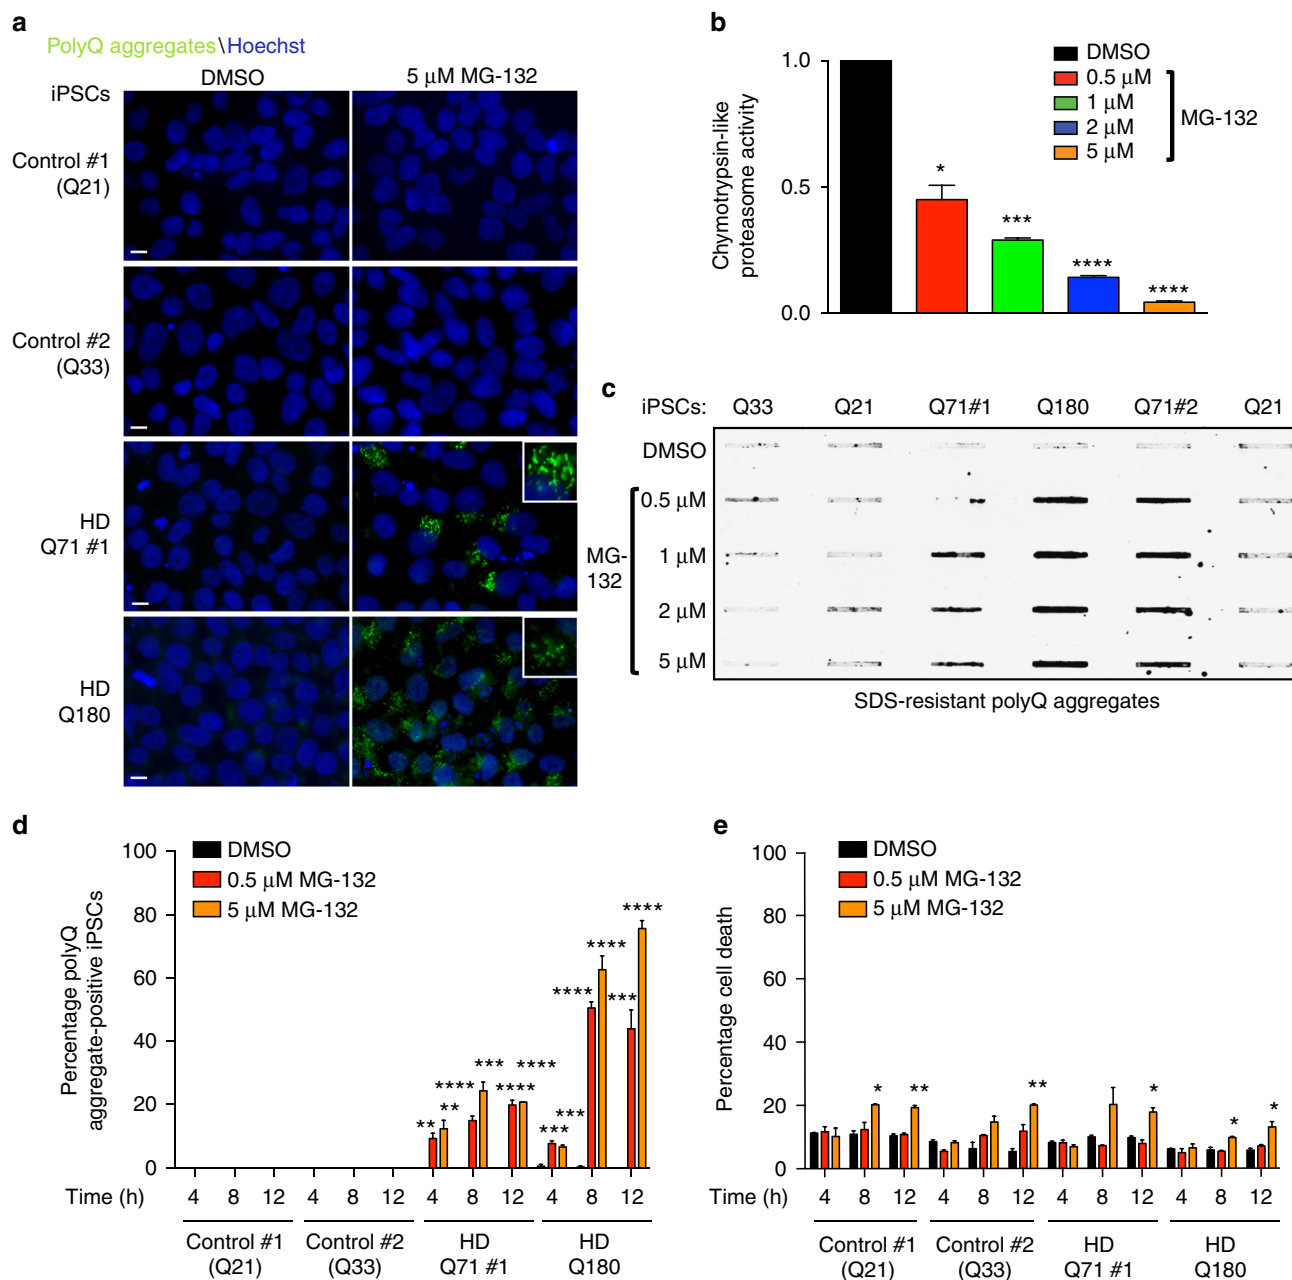 a
PolyQ aggregates\Hoechst
iPSCs
DMSO
5 μM MG-132
Control #1
(Q21)
Control #2
(Q33)
HD
Q71 #1
HD
Q180
b
Chymotrypsin-like
proteasome activity
1.0
0.5
0.0
*
***
****
****
DMSO
0.5 μM
1 μM
2 μM
5 μM
MG-132
c
iPSCs: Q33 Q21 Q71#1 Q180 Q71#2 Q21
DMSO
0.5 μM
1 μM
2 μM
5 μM
MG-
132
SDS-resistant polyQ aggregates
d
Percentage polyQ
aggregate-positive iPSCs
100
80
60
40
20
0
DMSO
0.5 μM MG-132
5 μM MG-132
**
**
****
***
****
****
***
***
****
****
***
****
Time (h) 4 8 12 4 8 12 4 8 12 4 8 12
Control #1
(Q21)
Control #2
(Q33)
HD
Q71 #1
HD
Q180
e
Percentage cell death
100
80
60
40
20
0
DMSO
0.5 μM MG-132
5 μM MG-132
*
**
**
*
*
*
Time (h) 4 8 12 4 8 12 4 8 12 4 8 12
Control #1
(Q21)
Control #2
(Q33)
HD
Q71 #1
HD
Q180